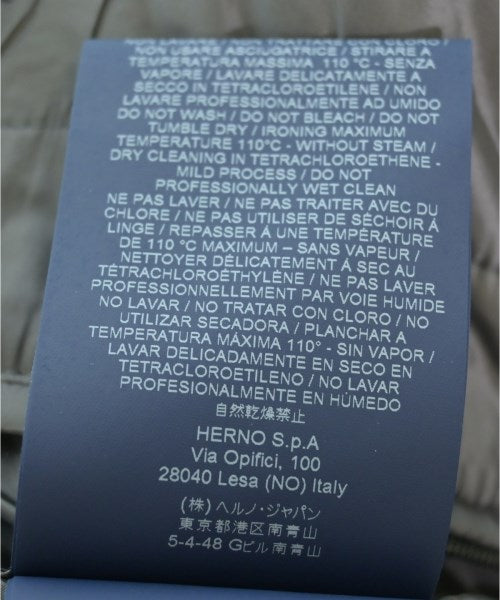 NON USARE ASCIUGATRICE / STIRARE A
TEMPERATURA MASSIMA 110 °C - SENZA
VAPORE / LAVARE DELICATAMENTE A
SECCO IN TETRACLOROETILENE / NON
LAVARE PROFESSIONALMENTE AD UMIDO
DO NOT WASH / DO NOT BLEACH / DO NOT
TUMBLE DRY / IRONING MAXIMUM
TEMPERATURE 110°C - WITHOUT STEAM /
DRY CLEANING IN TETRACHLOROETHENE -
MILD PROCESS / DO NOT
PROFESSIONALLY WET CLEAN
NE PAS LAVER / NE PAS TRAITER AVEC DU
CHLORE / NE PAS UTILISER DE SÉCHOIR À
LINGE / REPASSER À UNE TEMPÉRATURE
DE 110 °C MAXIMUM – SANS VAPEUR /
NETTOYER DÉLICATEMENT À SEC AU
TÉTRACHLOROÉTHYLÈNE / NE PAS LAVER
PROFESSIONNELLEMENT PAR VOIE HUMIDE
NO LAVAR / NO TRATAR CON CLORO / NO
UTILIZAR SECADORA / PLANCHAR A
TEMPERATURA MÁXIMA 110° - SIN VAPOR /
LAVAR DELICADAMENTE EN SECO EN
TETRACLOROETILENO / NO LAVAR
PROFESIONALMENTE EN HÚMEDO
自然乾燥禁止
HERNO S.p.A
Via Opifici, 100
28040 Lesa (NO) Italy
(株) ヘルノ・ジャパン
東京都港区南青山
5-4-48 Gビル南青山